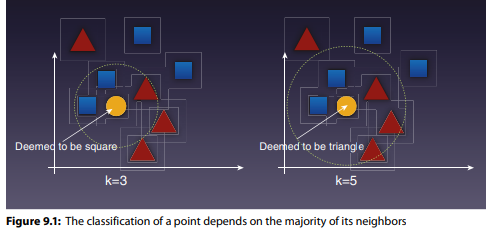 Deemed to be square
Deemed to be triangle
k=3
k=5
Figure 9.1: The classification of a point depends on the majority of its neighbors